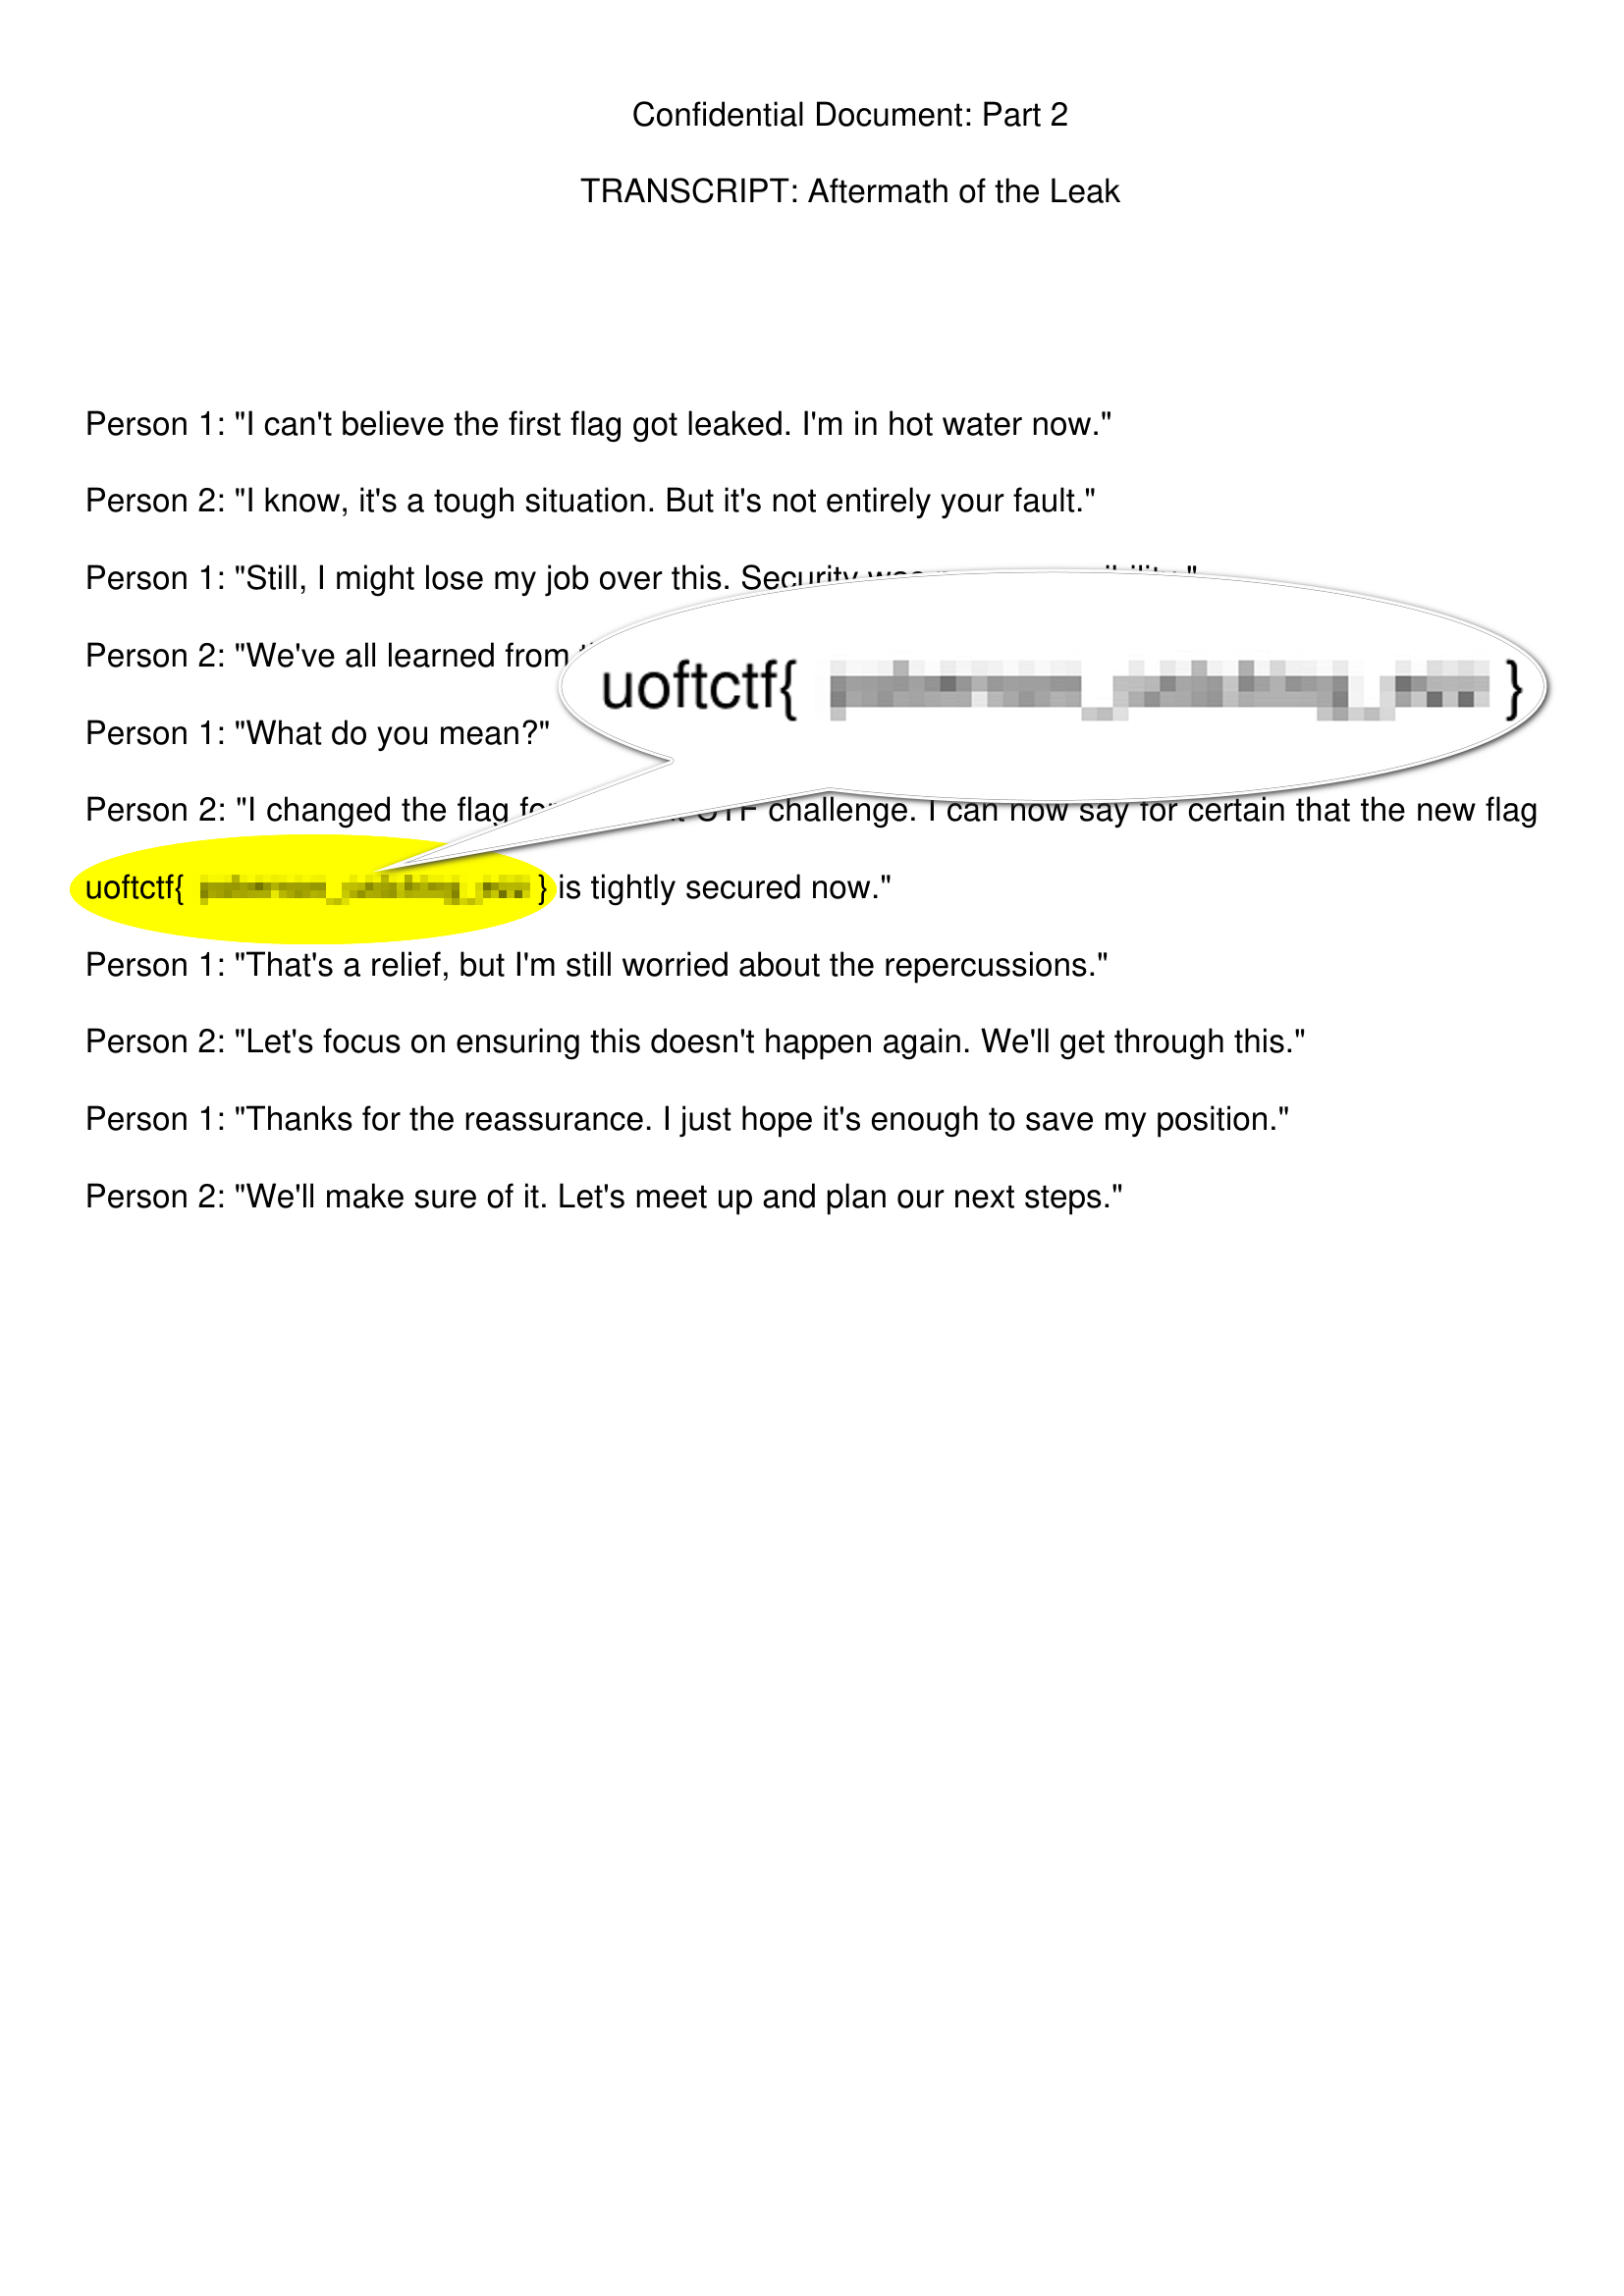 Confidential Document: Part 2
TRANSCRIPT: Aftermath of the Leak
Person 1: "I can't believe the first flag got leaked. I'm in hot water now."
Person 2: "I know, it's a tough situation. But it's not entirely your fault."
Person 1: "Still, I might lose my job over this. Security was
Person 2: "We've all learned from
uoftctf{ }
Person 1: "What do you mean?"
Person 2: "I changed the flag CTF challenge. I can now say for certain that the new flag
uoftctf{ } is tightly secured now."
Person 1: "That's a relief, but I'm still worried about the repercussions."
Person 2: "Let's focus on ensuring this doesn't happen again. We'll get through this."
Person 1: "Thanks for the reassurance. I just hope it's enough to save my position."
Person 2: "We'll make sure of it. Let's meet up and plan our next steps."